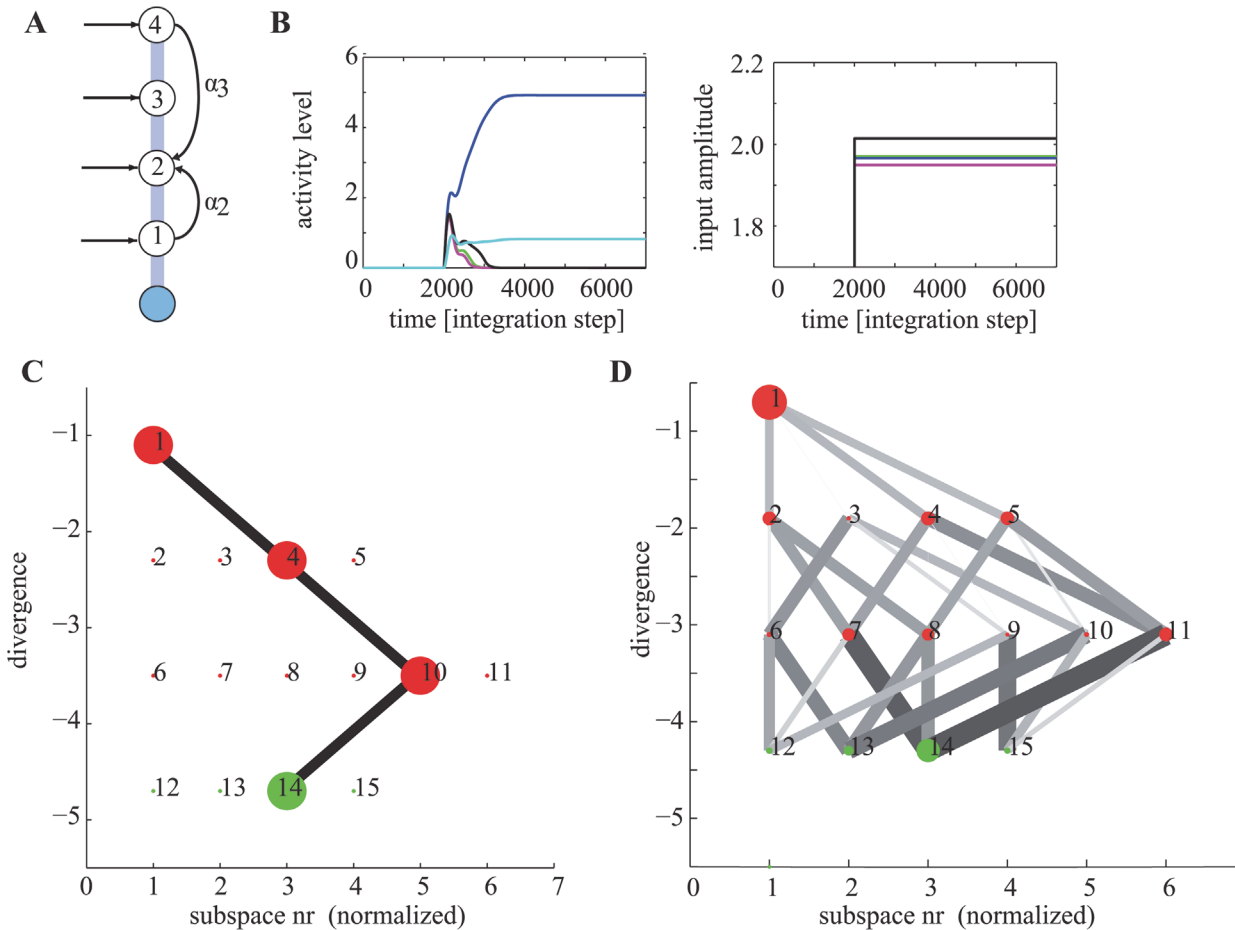 A
4
α3
3
2
α2
1
B
6
4
2
0
activity level
0 2000 4000 6000
time [integration step]
2.2
2.0
1.8
input amplitude
0 2000 4000 6000
time [integration step]
C
−1
−2
−3
−4
−5
divergence
1
2 3 4 5
6 7 8 9 10 11
12 13 14 15
0 1 2 3 4 5 6 7
subspace nr (normalized)
D
−1
−2
−3
−4
−5
divergence
1
2 3 4 5
6 7 8 9 10 11
12 13 14 15
0 1 2 3 4 5 6
subspace nr (normalized)